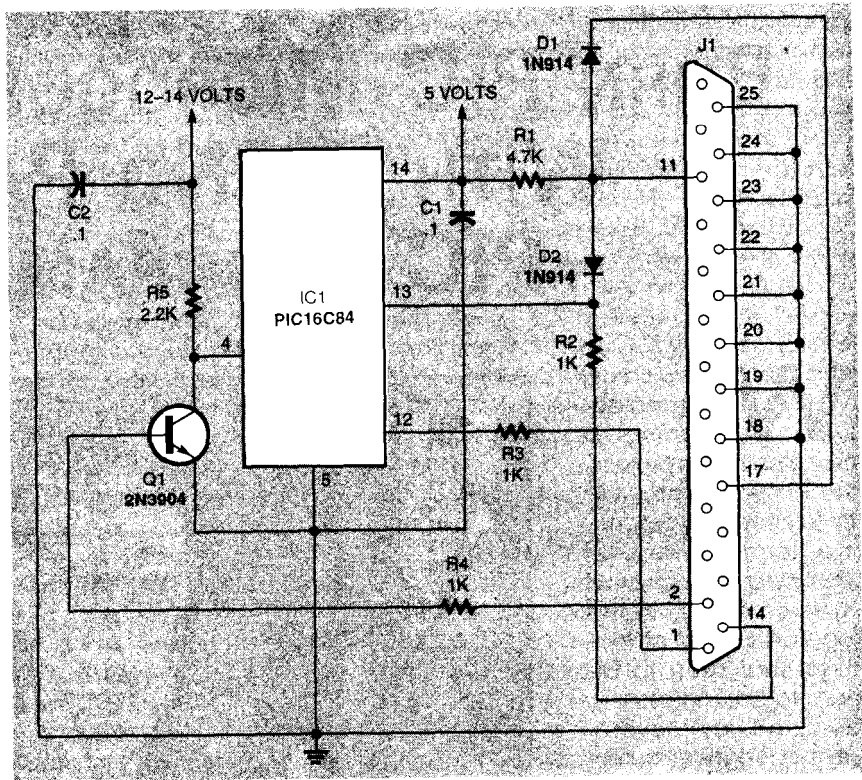 D1
1N914
J1
12–14 VOLTS
5 VOLTS
25
R1
4.7K
24
14
11
23
C2
.1
C1
.1
22
D2
1N914
21
R5
2.2K
IC1
PIC16C84
13
20
R2
1K
4
19
12
18
R3
1K
17
Q1
2N3904
5
R4
1K
2
14
1